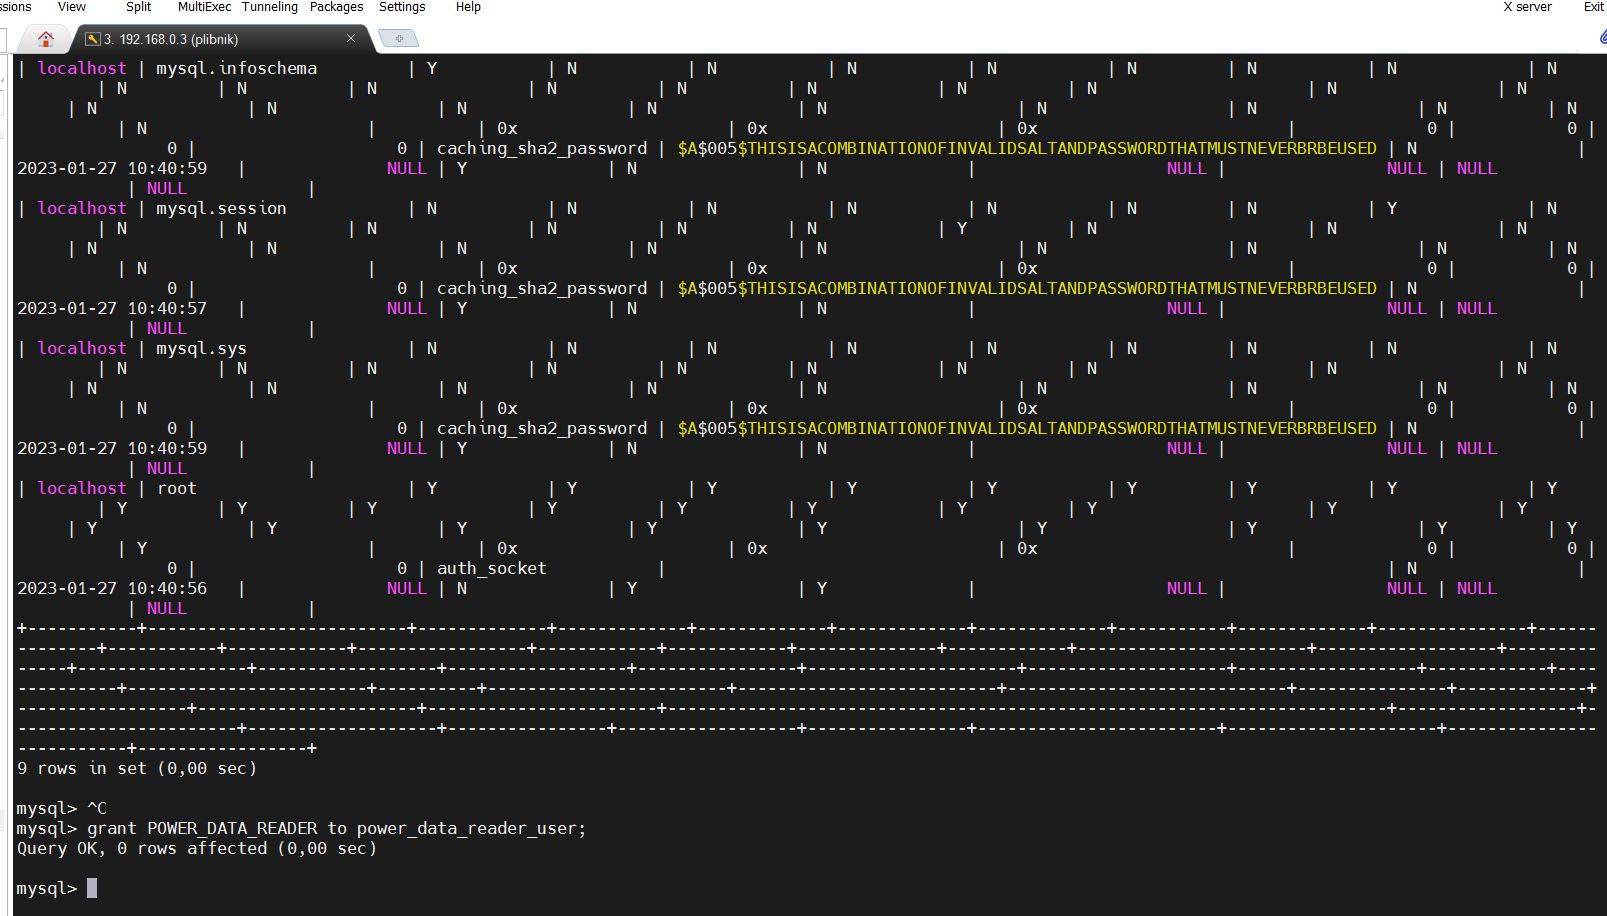 ssions View Split MultiExec Tunneling Packages Settings Help X server Exit
3. 192.168.0.3 (plibnik)
| localhost | mysql.infoschema | Y | N | N | N | N | N | N | N | N
| N | N | N | N | N | N | N | N | N | N
| N | N | N | N | N | N | N | N | N
| N | | 0x | 0x | 0x | 0 | 0 |
0 | 0 | caching_sha2_password | $A$005$THISISACOMBINATIONOFINVALIDSALTANDPASSWORDTHATMUSTNEVERBRBEUSED | N |
2023-01-27 10:40:59 | NULL | Y | N | N | NULL | NULL | NULL
| NULL |
| localhost | mysql.session | N | N | N | N | N | N | N | Y | N
| N | N | N | N | N | N | Y | N | N | N
| N | N | N | N | N | N | N | N | N
| N | | 0x | 0x | 0x | 0 | 0 |
0 | 0 | caching_sha2_password | $A$005$THISISACOMBINATIONOFINVALIDSALTANDPASSWORDTHATMUSTNEVERBRBEUSED | N |
2023-01-27 10:40:57 | NULL | Y | N | N | NULL | NULL | NULL
| NULL |
| localhost | mysql.sys | N | N | N | N | N | N | N | N | N
| N | N | N | N | N | N | N | N | N | N
| N | N | N | N | N | N | N | N | N
| N | | 0x | 0x | 0x | 0 | 0 |
0 | 0 | caching_sha2_password | $A$005$THISISACOMBINATIONOFINVALIDSALTANDPASSWORDTHATMUSTNEVERBRBEUSED | N |
2023-01-27 10:40:59 | NULL | Y | N | N | NULL | NULL | NULL
| NULL |
| localhost | root | Y | Y | Y | Y | Y | Y | Y | Y | Y
| Y | Y | Y | Y | Y | Y | Y | Y | Y | Y
| Y | Y | Y | Y | Y | Y | Y | Y | Y
| Y | | 0x | 0x | 0x | 0 | 0 |
0 | 0 | auth_socket | | N |
2023-01-27 10:40:56 | NULL | N | Y | Y | NULL | NULL | NULL
| NULL |
9 rows in set (0,00 sec)
mysql> ^C
mysql> grant POWER_DATA_READER to power_data_reader_user;
Query OK, 0 rows affected (0,00 sec)
mysql>